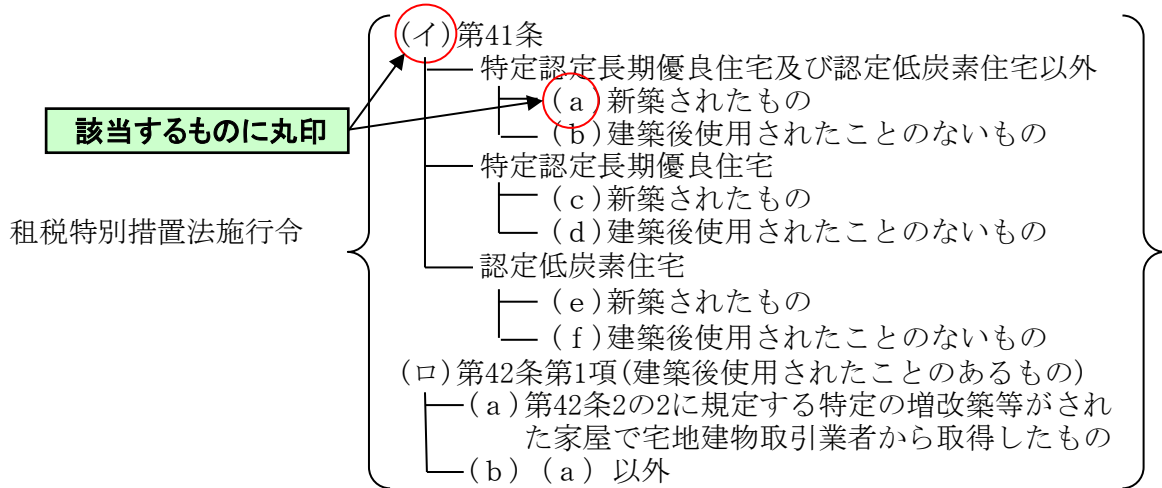 (イ)第41条
特定認定長期優良住宅及び認定低炭素住宅以外
(a)新築されたもの
該当するものに丸印
(b)建築後使用されたことのないもの
特定認定長期優良住宅
(c)新築されたもの
租税特別措置法施行令
(d)建築後使用されたことのないもの
認定低炭素住宅
(e)新築されたもの
(f)建築後使用されたことのないもの
(ロ)第42条第1項(建築後使用されたことのあるもの)
(a)第42条2の2に規定する特定の増改築等がされ
た家屋で宅地建物取引業者から取得したもの
(b)(a)以外